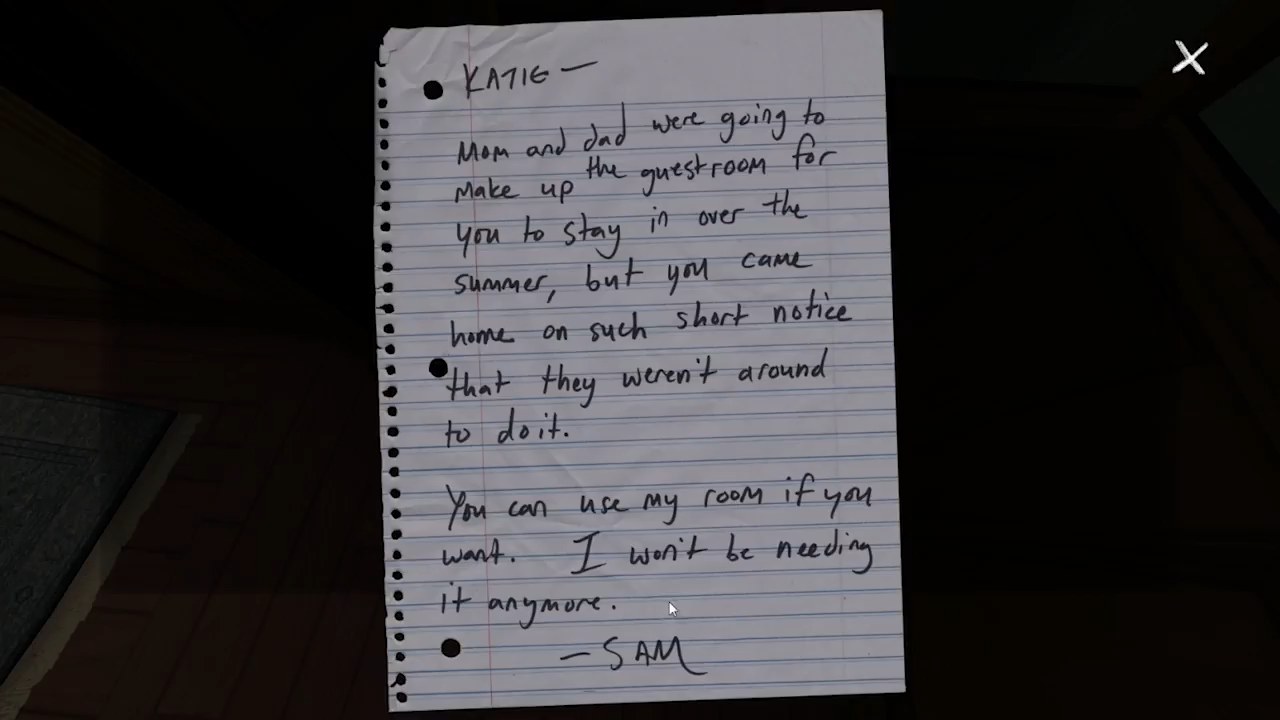 KATIE —
Mom and dad were going to
make up the guestroom for
you to stay in over the
summer, but you came
home on such short notice
that they weren't around
to do it.
You can use my room if you
want. I won't be needing
it anymore.
— SAM